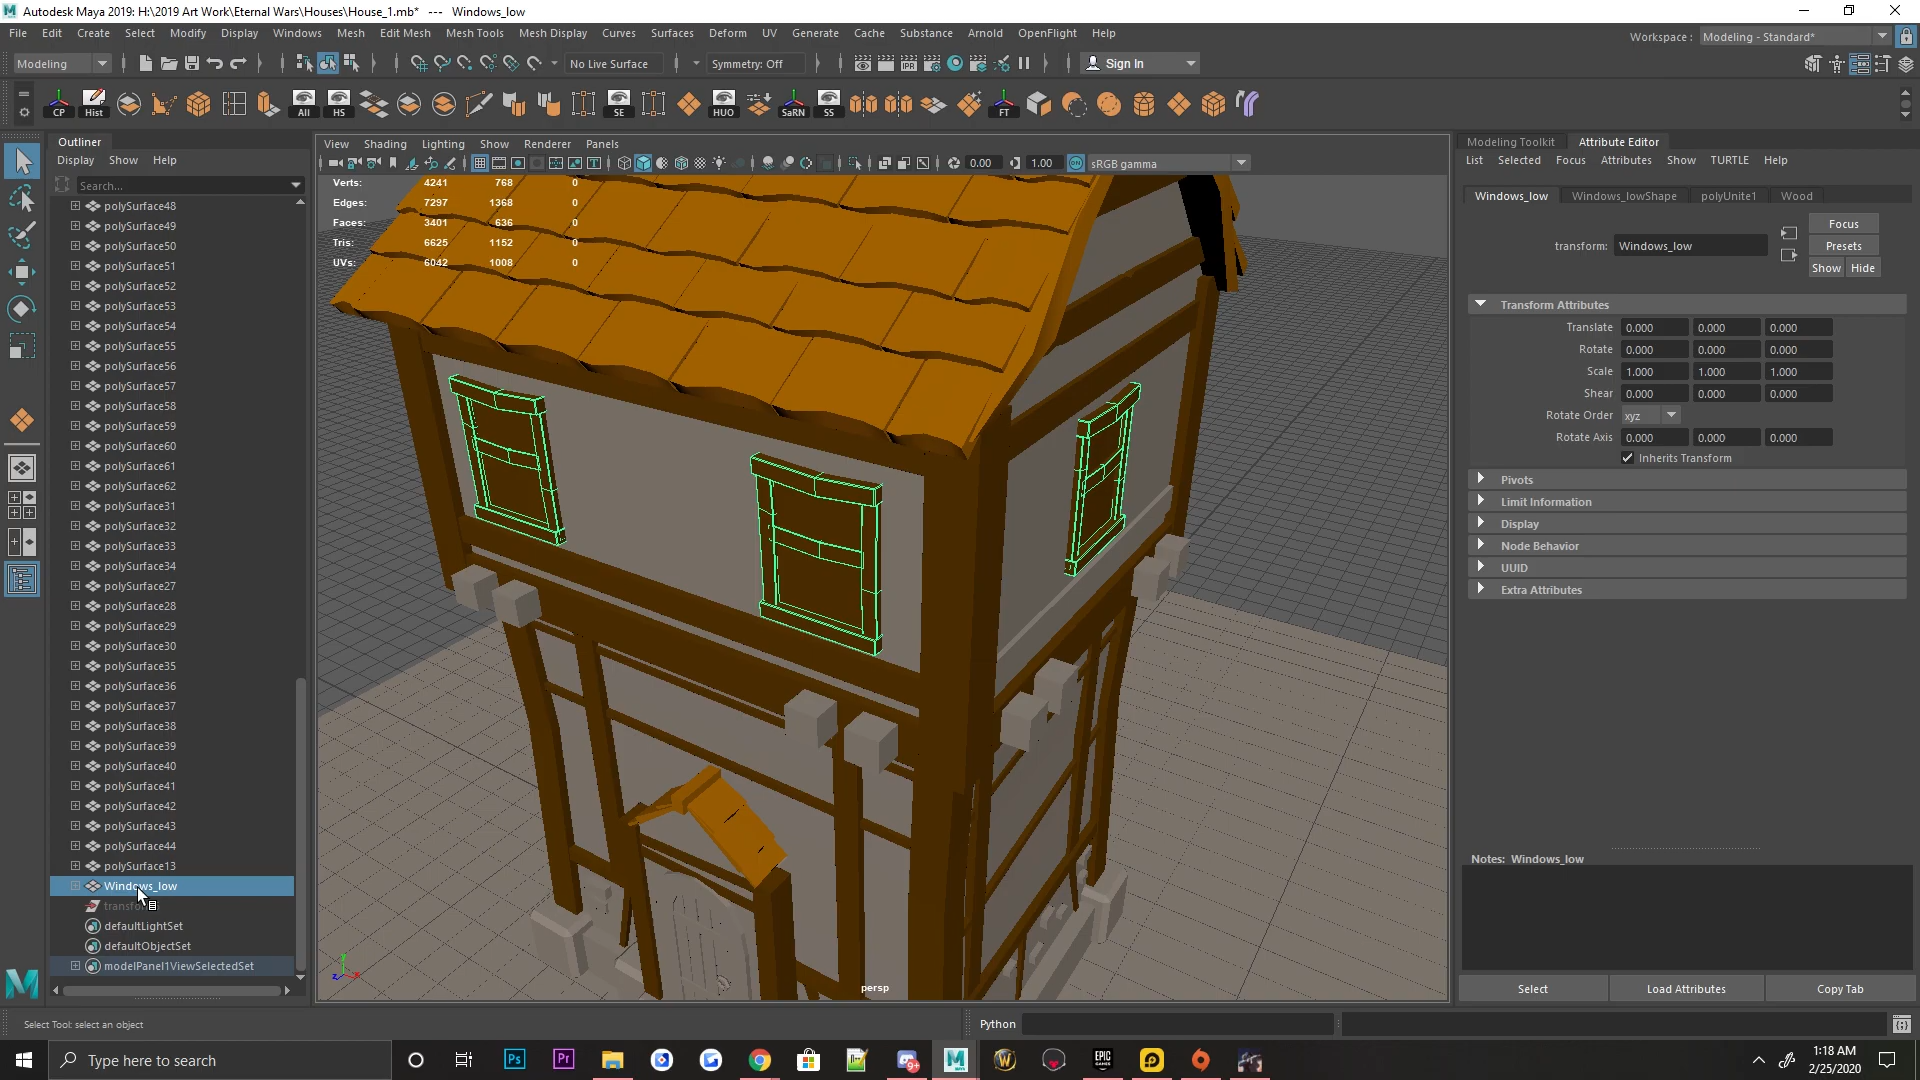 Autodesk Maya 2019: H:\2019 Art Work\Eternal Wars\Houses\House_1.mb*   ---   Windows_low
File Edit Create Select Modify Display Windows Mesh Edit Mesh Mesh Tools Mesh Display Curves Surfaces Deform UV Generate Cache Substance Arnold OpenFlight Help
Workspace : Modeling - Standard*
Modeling
No Live Surface
Symmetry: Off
Sign In
CP Hist All HS SE HUO SaRN SS FT
Outliner
Display Show Help
Search...
polySurface48
polySurface49
polySurface50
polySurface51
polySurface52
polySurface53
polySurface54
polySurface55
polySurface56
polySurface57
polySurface58
polySurface59
polySurface60
polySurface61
polySurface62
polySurface31
polySurface32
polySurface33
polySurface34
polySurface27
polySurface28
polySurface29
polySurface30
polySurface35
polySurface36
polySurface37
polySurface38
polySurface39
polySurface40
polySurface41
polySurface42
polySurface43
polySurface44
polySurface13
Windows_low
defaultLightSet
defaultObjectSet
modelPanel1ViewSelectedSet
View Shading Lighting Show Renderer Panels
0.00 1.00 sRGB gamma
Verts: 4241 768 0
Edges: 7297 1368 0
Faces: 3401 636 0
Tris: 6625 1152 0
UVs: 6042 1008 0
persp
Modeling Toolkit Attribute Editor
List Selected Focus Attributes Show TURTLE Help
Windows_low Windows_lowShape polyUnite1 Wood
transform: Windows_low
Focus
Presets
Show Hide
Transform Attributes
Translate 0.000 0.000 0.000
Rotate 0.000 0.000 0.000
Scale 1.000 1.000 1.000
Shear 0.000 0.000 0.000
Rotate Order xyz
Rotate Axis 0.000 0.000 0.000
Inherits Transform
Pivots
Limit Information
Display
Node Behavior
UUID
Extra Attributes
Notes: Windows_low
Select Load Attributes Copy Tab
Select Tool: select an object
Python
Type here to search
1:18 AM
2/25/2020